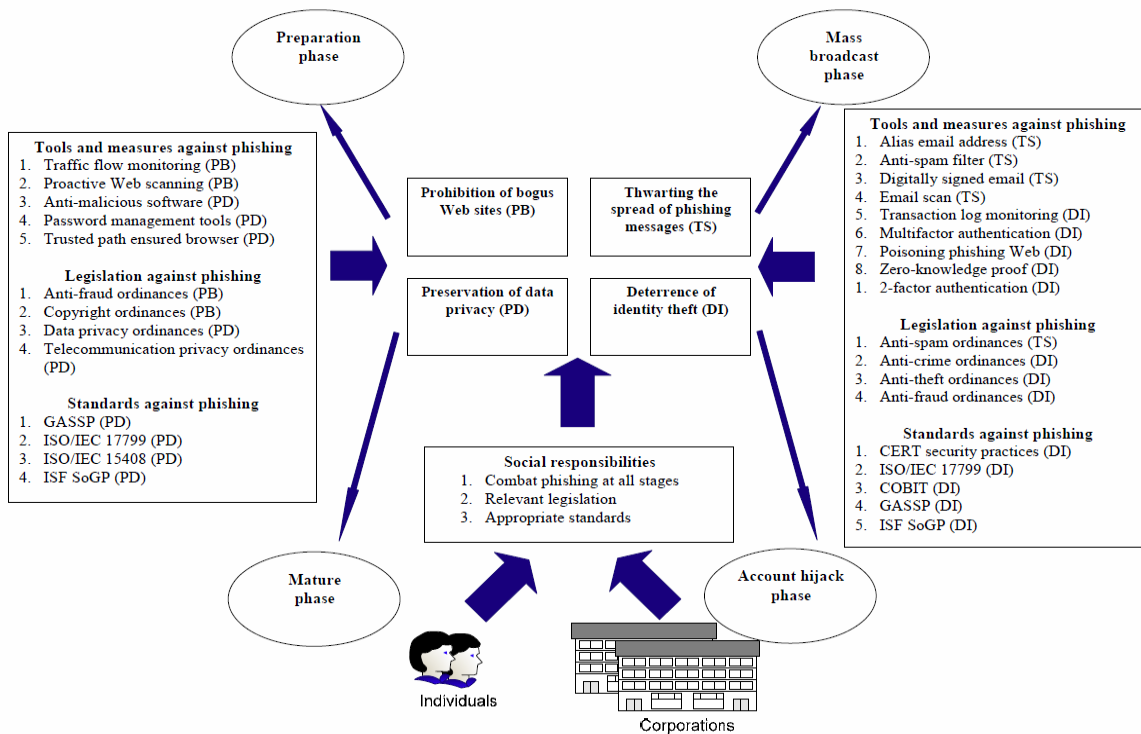 Preparation
phase
Mass
broadcast
phase
Tools and measures against phishing
1. Traffic flow monitoring (PB)
2. Proactive Web scanning (PB)
3. Anti-malicious software (PD)
4. Password management tools (PD)
5. Trusted path ensured browser (PD)
Legislation against phishing
1. Anti-fraud ordinances (PB)
2. Copyright ordinances (PB)
3. Data privacy ordinances (PD)
4. Telecommunication privacy ordinances
(PD)
Standards against phishing
1. GASSP (PD)
2. ISO/IEC 17799 (PD)
3. ISO/IEC 15408 (PD)
4. ISF SoGP (PD)
Prohibition of bogus
Web sites (PB)
Thwarting the
spread of phishing
messages (TS)
Preservation of data
privacy (PD)
Deterrence of
identity theft (DI)
Tools and measures against phishing
1. Alias email address (TS)
2. Anti-spam filter (TS)
3. Digitally signed email (TS)
4. Email scan (TS)
5. Transaction log monitoring (DI)
6. Multifactor authentication (DI)
7. Poisoning phishing Web (DI)
8. Zero-knowledge proof (DI)
1. 2-factor authentication (DI)
Legislation against phishing
1. Anti-spam ordinances (TS)
2. Anti-crime ordinances (DI)
3. Anti-theft ordinances (DI)
4. Anti-fraud ordinances (DI)
Standards against phishing
1. CERT security practices (DI)
2. ISO/IEC 17799 (DI)
3. COBIT (DI)
4. GASSP (DI)
5. ISF SoGP (DI)
Social responsibilities
1. Combat phishing at all stages
2. Relevant legislation
3. Appropriate standards
Mature
phase
Account hijack
phase
Individuals
Corporations